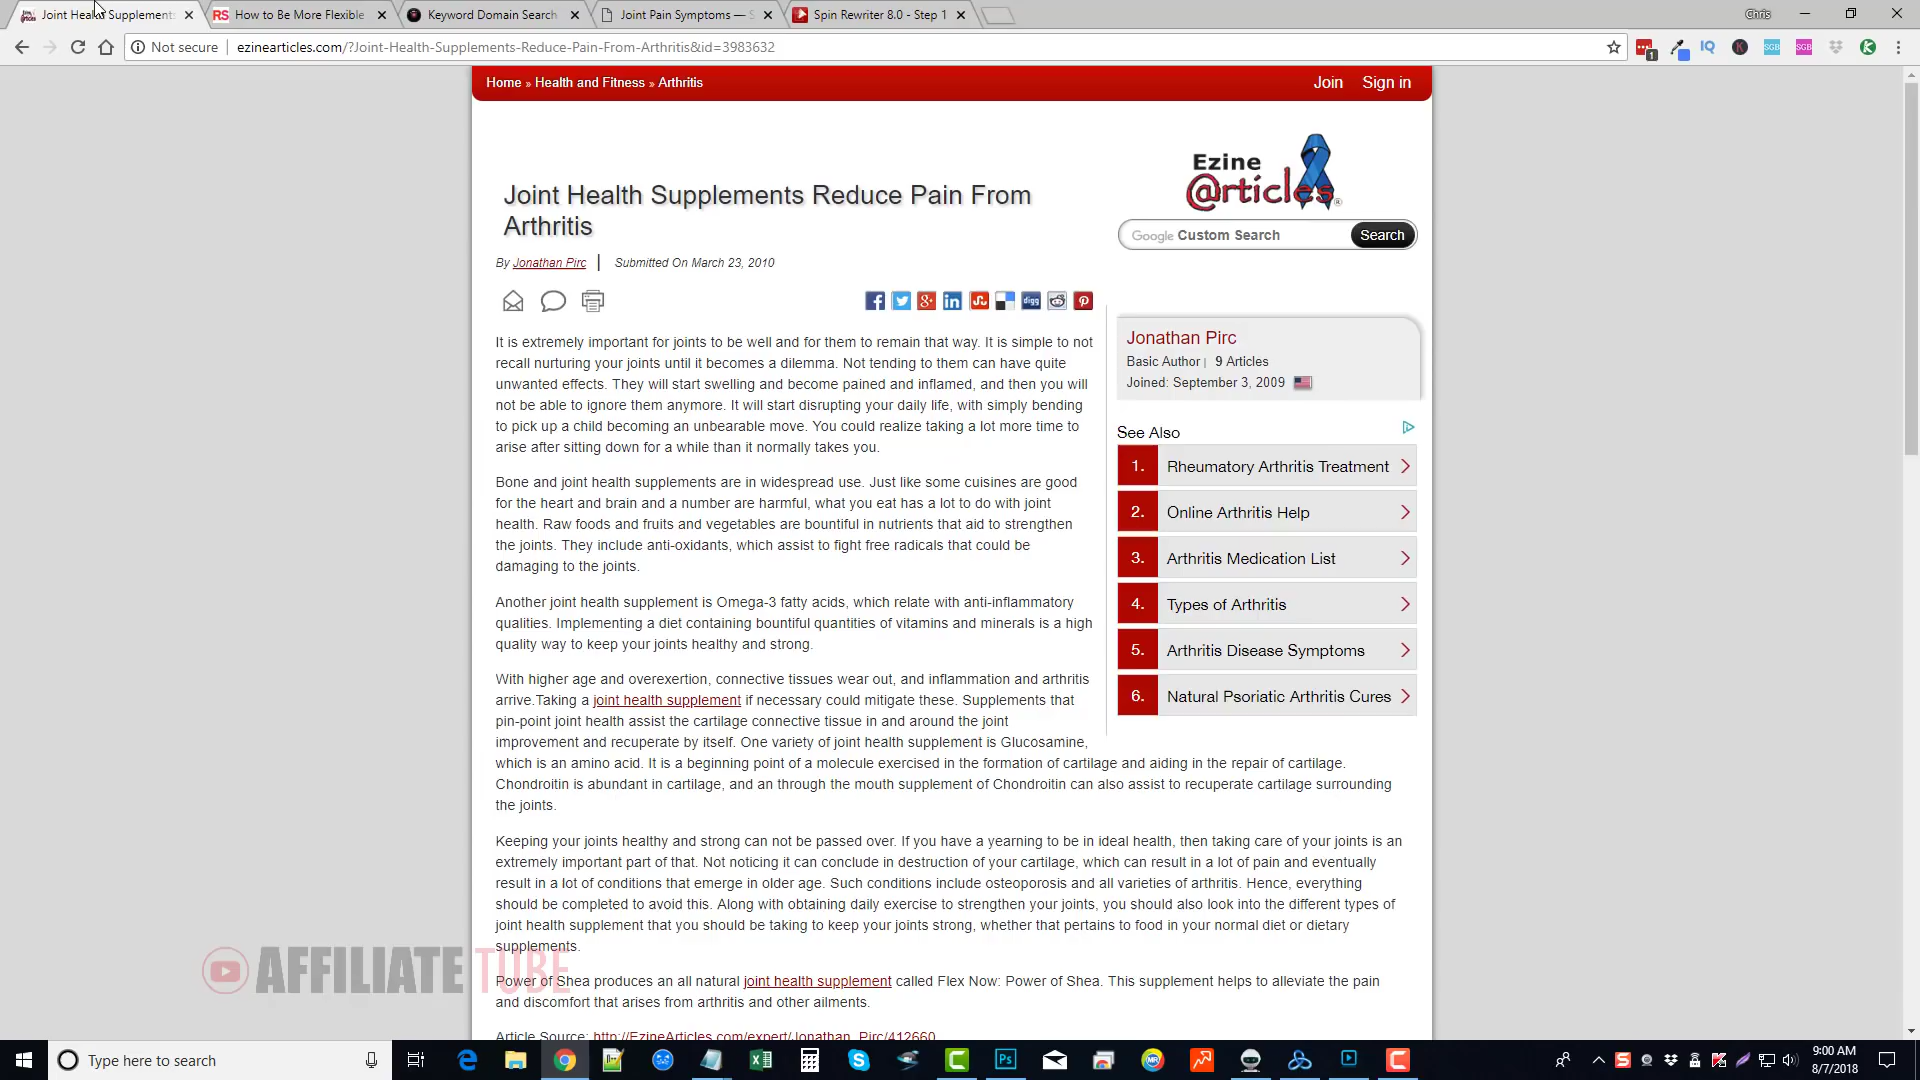 Joint Health Supplements
RS How to Be More Flexible
Keyword Domain Search
Joint Pain Symptoms — S
Spin Rewriter 8.0 - Step 1
Chris
Not secure
ezinearticles.com/?Joint-Health-Supplements-Reduce-Pain-From-Arthritis&id=3983632
Home » Health and Fitness » Arthritis
Join Sign in
Joint Health Supplements Reduce Pain From
Arthritis
By Jonathan Pirc | Submitted On March 23, 2010
Ezine
@rticles®
Google Custom Search
Search
It is extremely important for joints to be well and for them to remain that way. It is simple to not
recall nurturing your joints until it becomes a dilemma. Not tending to them can have quite
unwanted effects. They will start swelling and become pained and inflamed, and then you will
not be able to ignore them anymore. It will start disrupting your daily life, with simply bending
to pick up a child becoming an unbearable move. You could realize taking a lot more time to
arise after sitting down for a while than it normally takes you.
Bone and joint health supplements are in widespread use. Just like some cuisines are good
for the heart and brain and a number are harmful, what you eat has a lot to do with joint
health. Raw foods and fruits and vegetables are bountiful in nutrients that aid to strengthen
the joints. They include anti-oxidants, which assist to fight free radicals that could be
damaging to the joints.
Another joint health supplement is Omega-3 fatty acids, which relate with anti-inflammatory
qualities. Implementing a diet containing bountiful quantities of vitamins and minerals is a high
quality way to keep your joints healthy and strong.
With higher age and overexertion, connective tissues wear out, and inflammation and arthritis
arrive.Taking a joint health supplement if necessary could mitigate these. Supplements that
pin-point joint health assist the cartilage connective tissue in and around the joint
improvement and recuperate by itself. One variety of joint health supplement is Glucosamine,
which is an amino acid. It is a beginning point of a molecule exercised in the formation of cartilage and aiding in the repair of cartilage.
Chondroitin is abundant in cartilage, and an through the mouth supplement of Chondroitin can also assist to recuperate cartilage surrounding
the joints.
Keeping your joints healthy and strong can not be passed over. If you have a yearning to be in ideal health, then taking care of your joints is an
extremely important part of that. Not noticing it can conclude in destruction of your cartilage, which can result in a lot of pain and eventually
result in a lot of conditions that emerge in older age. Such conditions include osteoporosis and all varieties of arthritis. Hence, everything
should be completed to avoid this. Along with obtaining daily exercise to strengthen your joints, you should also look into the different types of
joint health supplement that you should be taking to keep your joints strong, whether that pertains to food in your normal diet or dietary
supplements.
Power of Shea produces an all natural joint health supplement called Flex Now: Power of Shea. This supplement helps to alleviate the pain
and discomfort that arises from arthritis and other ailments.
Article Source: http://EzineArticles.com/expert/Jonathan_Pirc/412660
Jonathan Pirc
Basic Author | 9 Articles
Joined: September 3, 2009
See Also
1. Rheumatory Arthritis Treatment
2. Online Arthritis Help
3. Arthritis Medication List
4. Types of Arthritis
5. Arthritis Disease Symptoms
6. Natural Psoriatic Arthritis Cures
AFFILIATE TUBE
Type here to search
9:00 AM
8/7/2018